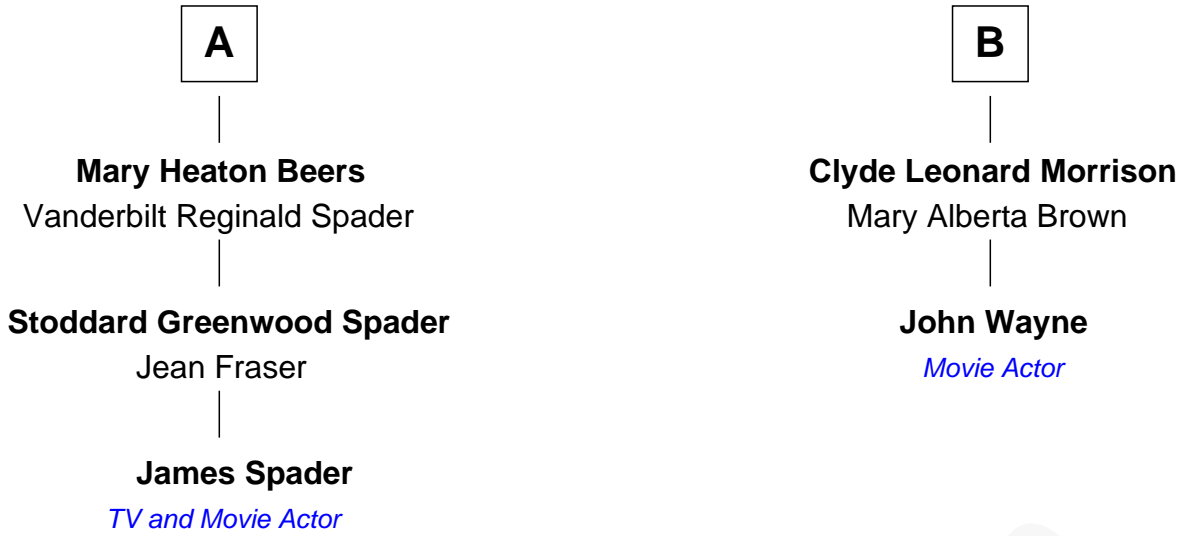 A
Mary Heaton Beers
Vanderbilt Reginald Spader
Stoddard Greenwood Spader
Jean Fraser
James Spader
TV and Movie Actor
B
Clyde Leonard Morrison
Mary Alberta Brown
John Wayne
Movie Actor